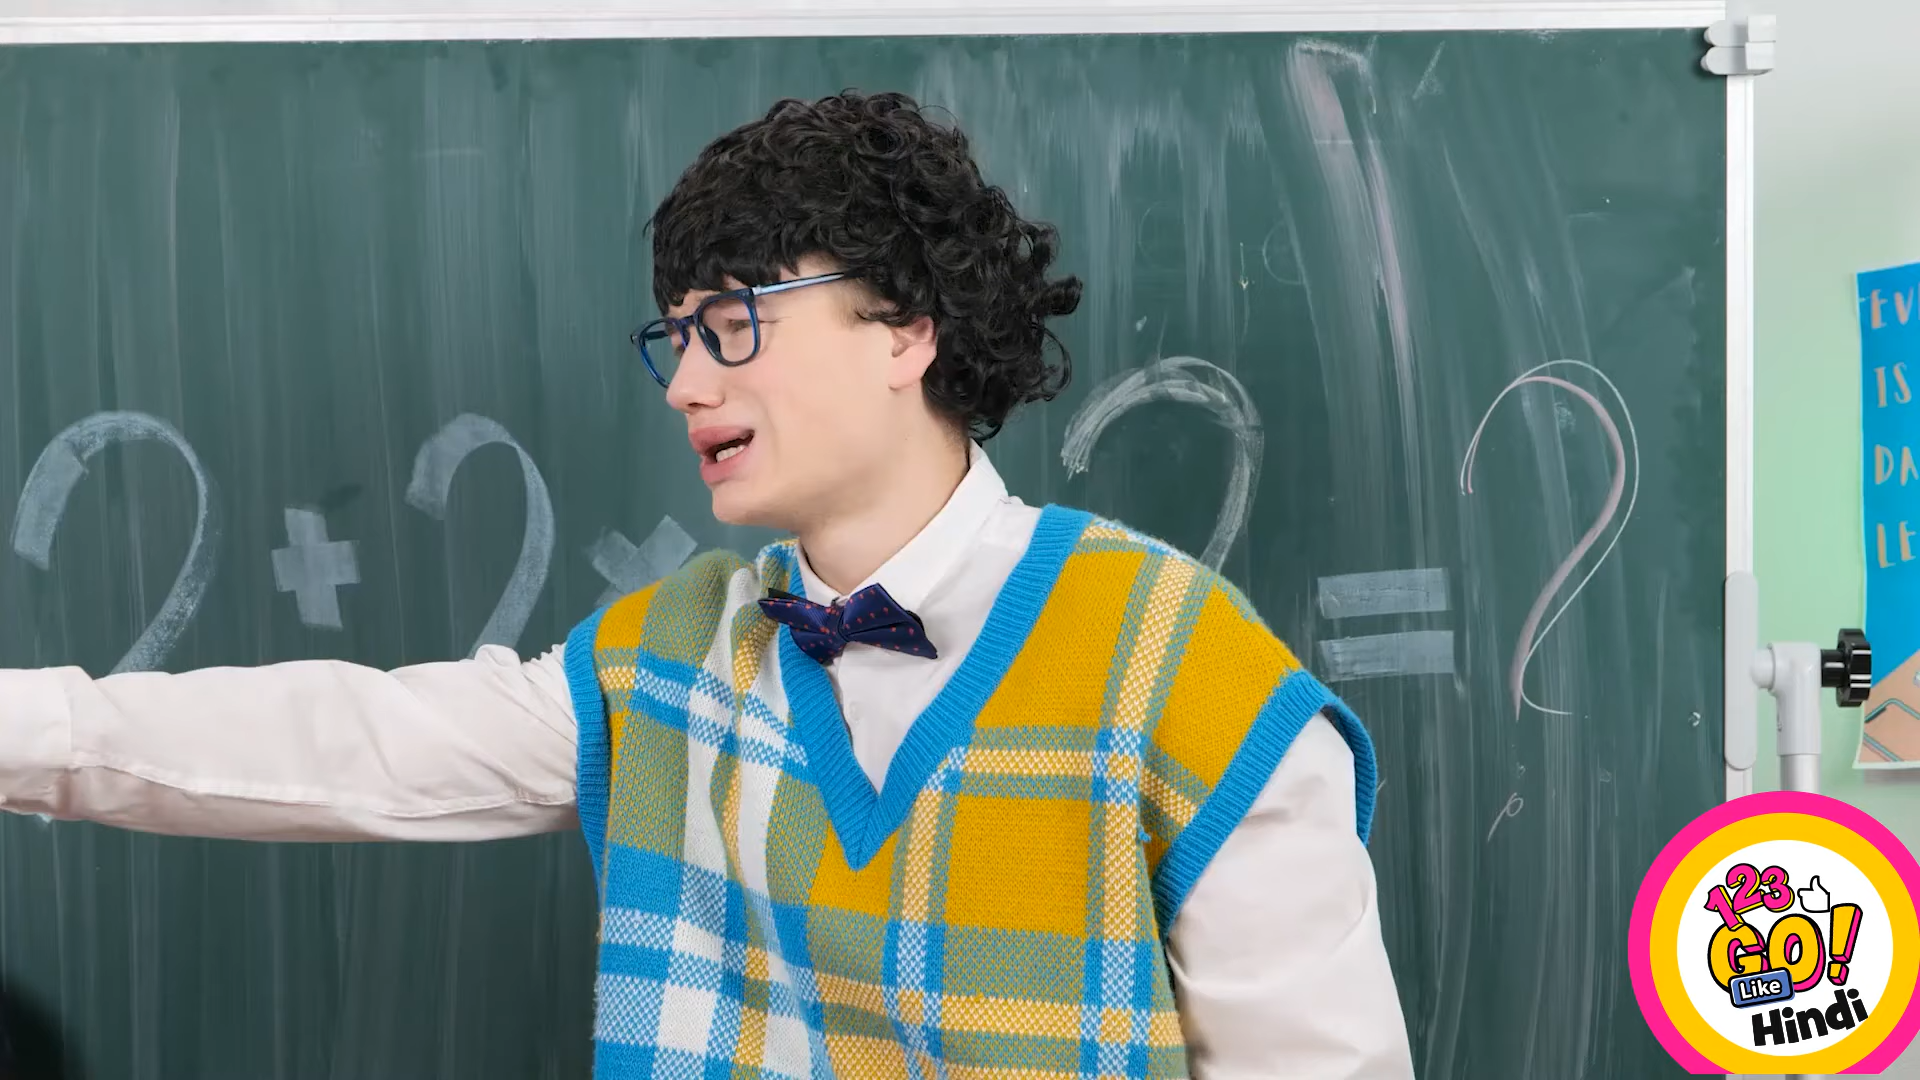 2 + 2 × 2 = ?
EV
IS
DA
LE
123
GO!
Like
Hindi